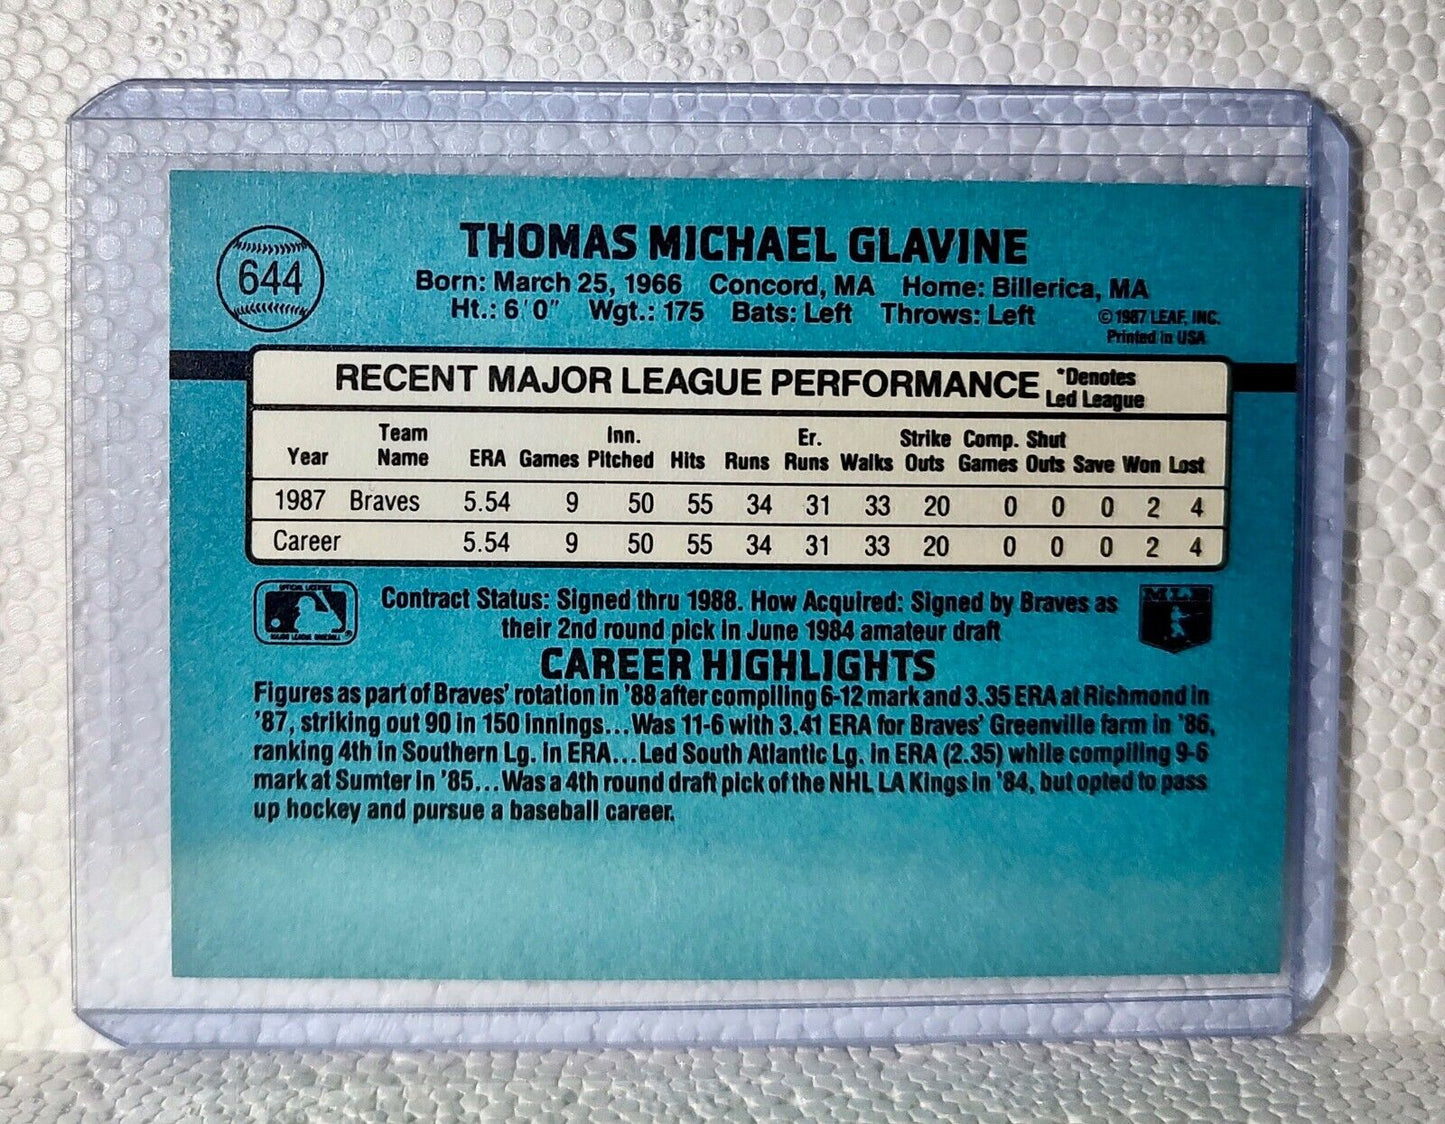 644
THOMAS MICHAEL GLAVINE
Born: March 25, 1966 Concord, MA Home: Billerica, MA
Ht.: 6'0" Wgt.: 175 Bats: Left Throws: Left
©1987 LEAF, INC.
Printed in USA
RECENT MAJOR LEAGUE PERFORMANCE *Denotes Led League
Year Team Name ERA Games Inn. Pitched Hits Runs Er. Runs Walks Strike Outs Comp. Games Shut Outs Save Won Lost
1987 Braves 5.54 9 50 55 34 31 33 20 0 0 0 2 4
Career 5.54 9 50 55 34 31 33 20 0 0 0 2 4
Contract Status: Signed thru 1988. How Acquired: Signed by Braves as
their 2nd round pick in June 1984 amateur draft
MLB
CAREER HIGHLIGHTS
Figures as part of Braves' rotation in '88 after compiling 6-12 mark and 3.35 ERA at Richmond in
'87, striking out 90 in 150 innings...Was 11-6 with 3.41 ERA for Braves' Greenville farm in '86,
ranking 4th in Southern Lg. in ERA...Led South Atlantic Lg. in ERA (2.35) while compiling 9-6
mark at Sumter in '85...Was a 4th round draft pick of the NHL LA Kings in '84, but opted to pass
up hockey and pursue a baseball career.